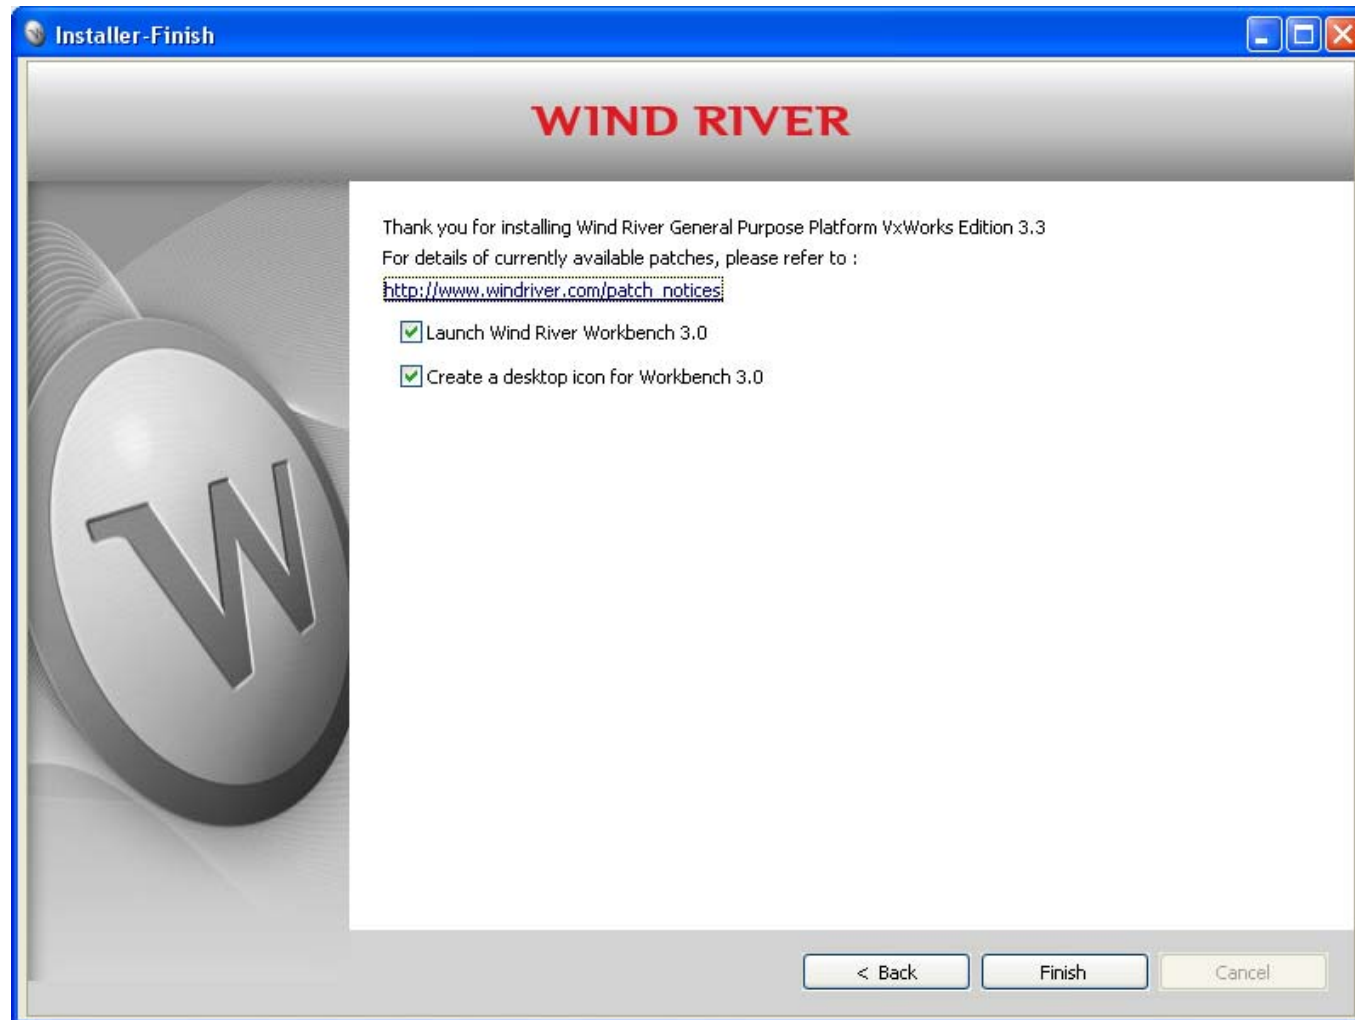 Installer-Finish
WIND RIVER
Thank you for installing Wind River General Purpose Platform VxWorks Edition 3.3
For details of currently available patches, please refer to :
http://www.windriver.com/patch_notices
Launch Wind River Workbench 3.0
Create a desktop icon for Workbench 3.0
W
< Back Finish Cancel